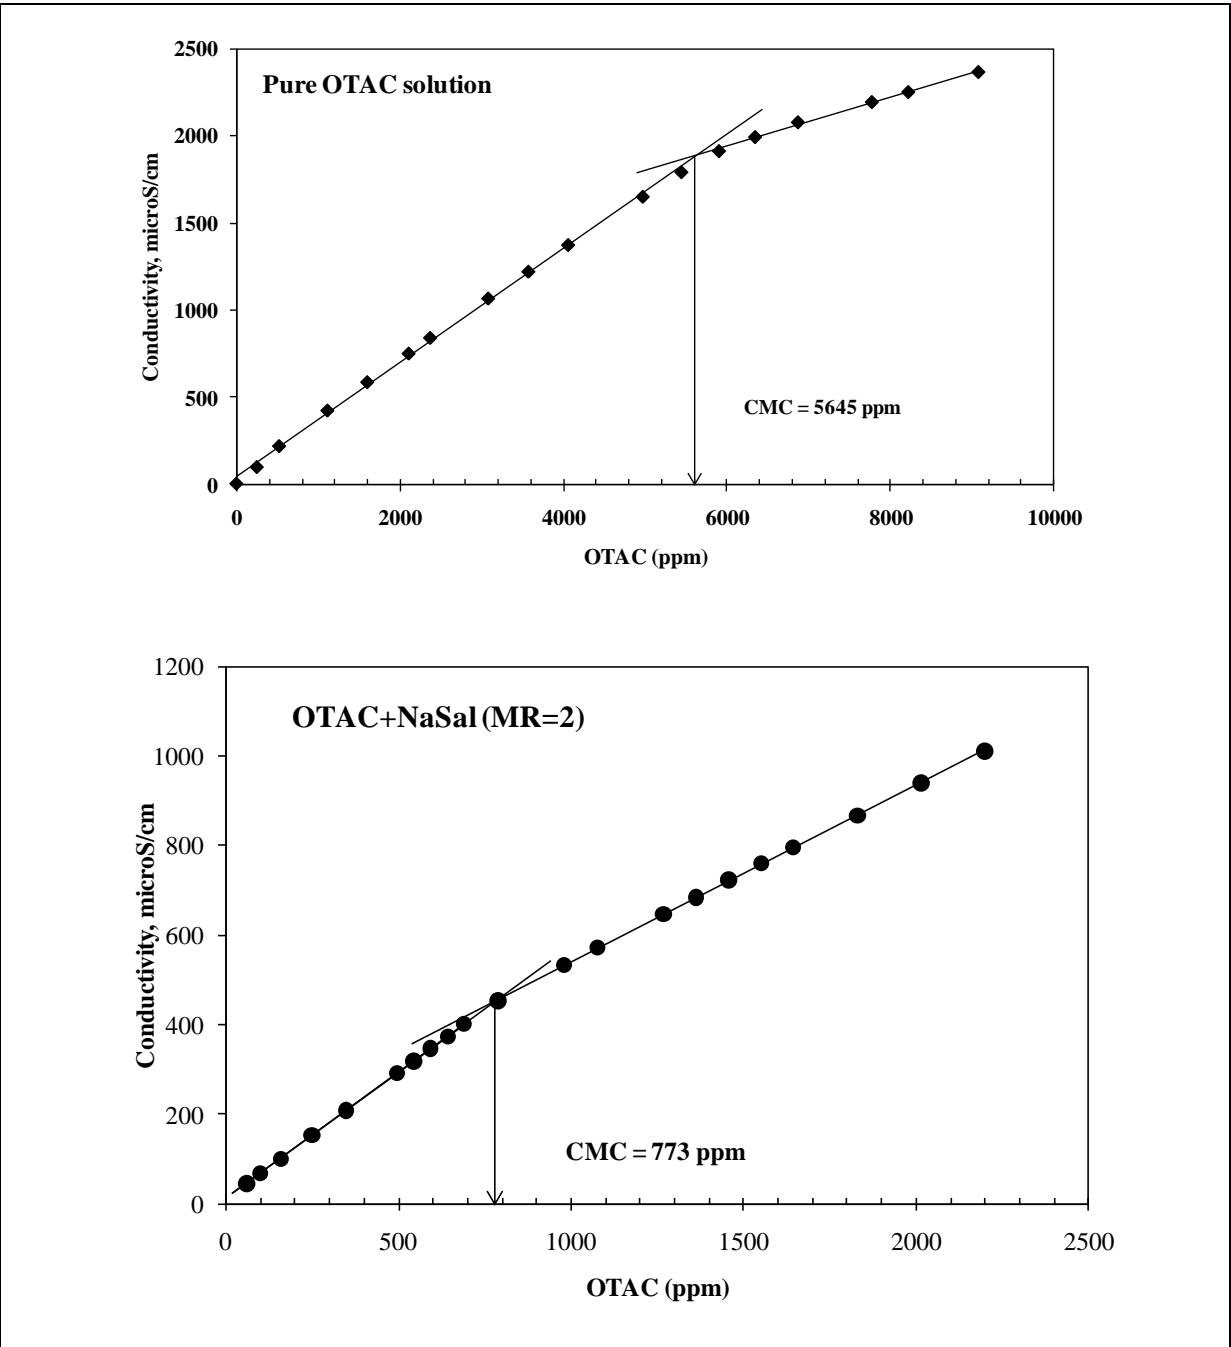 2500
Pure OTAC solution
2000
1500
1000
500
0
Conductivity, microS/cm
CMC = 5645 ppm
0 2000 4000 6000 8000 10000
OTAC (ppm)
1200
OTAC+NaSal (MR=2)
1000
800
600
400
200
0
Conductivity, microS/cm
CMC = 773 ppm
0 500 1000 1500 2000 2500
OTAC (ppm)